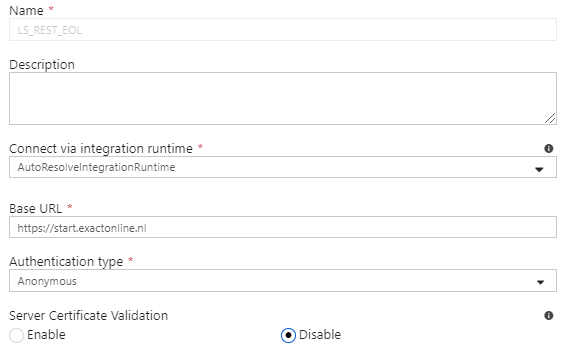 Name *
LS_REST_EOL
Description
Connect via integration runtime *
AutoResolveIntegrationRuntime
Base URL *
https://start.exactonline.nl
Authentication type *
Anonymous
Server Certificate Validation
Enable Disable